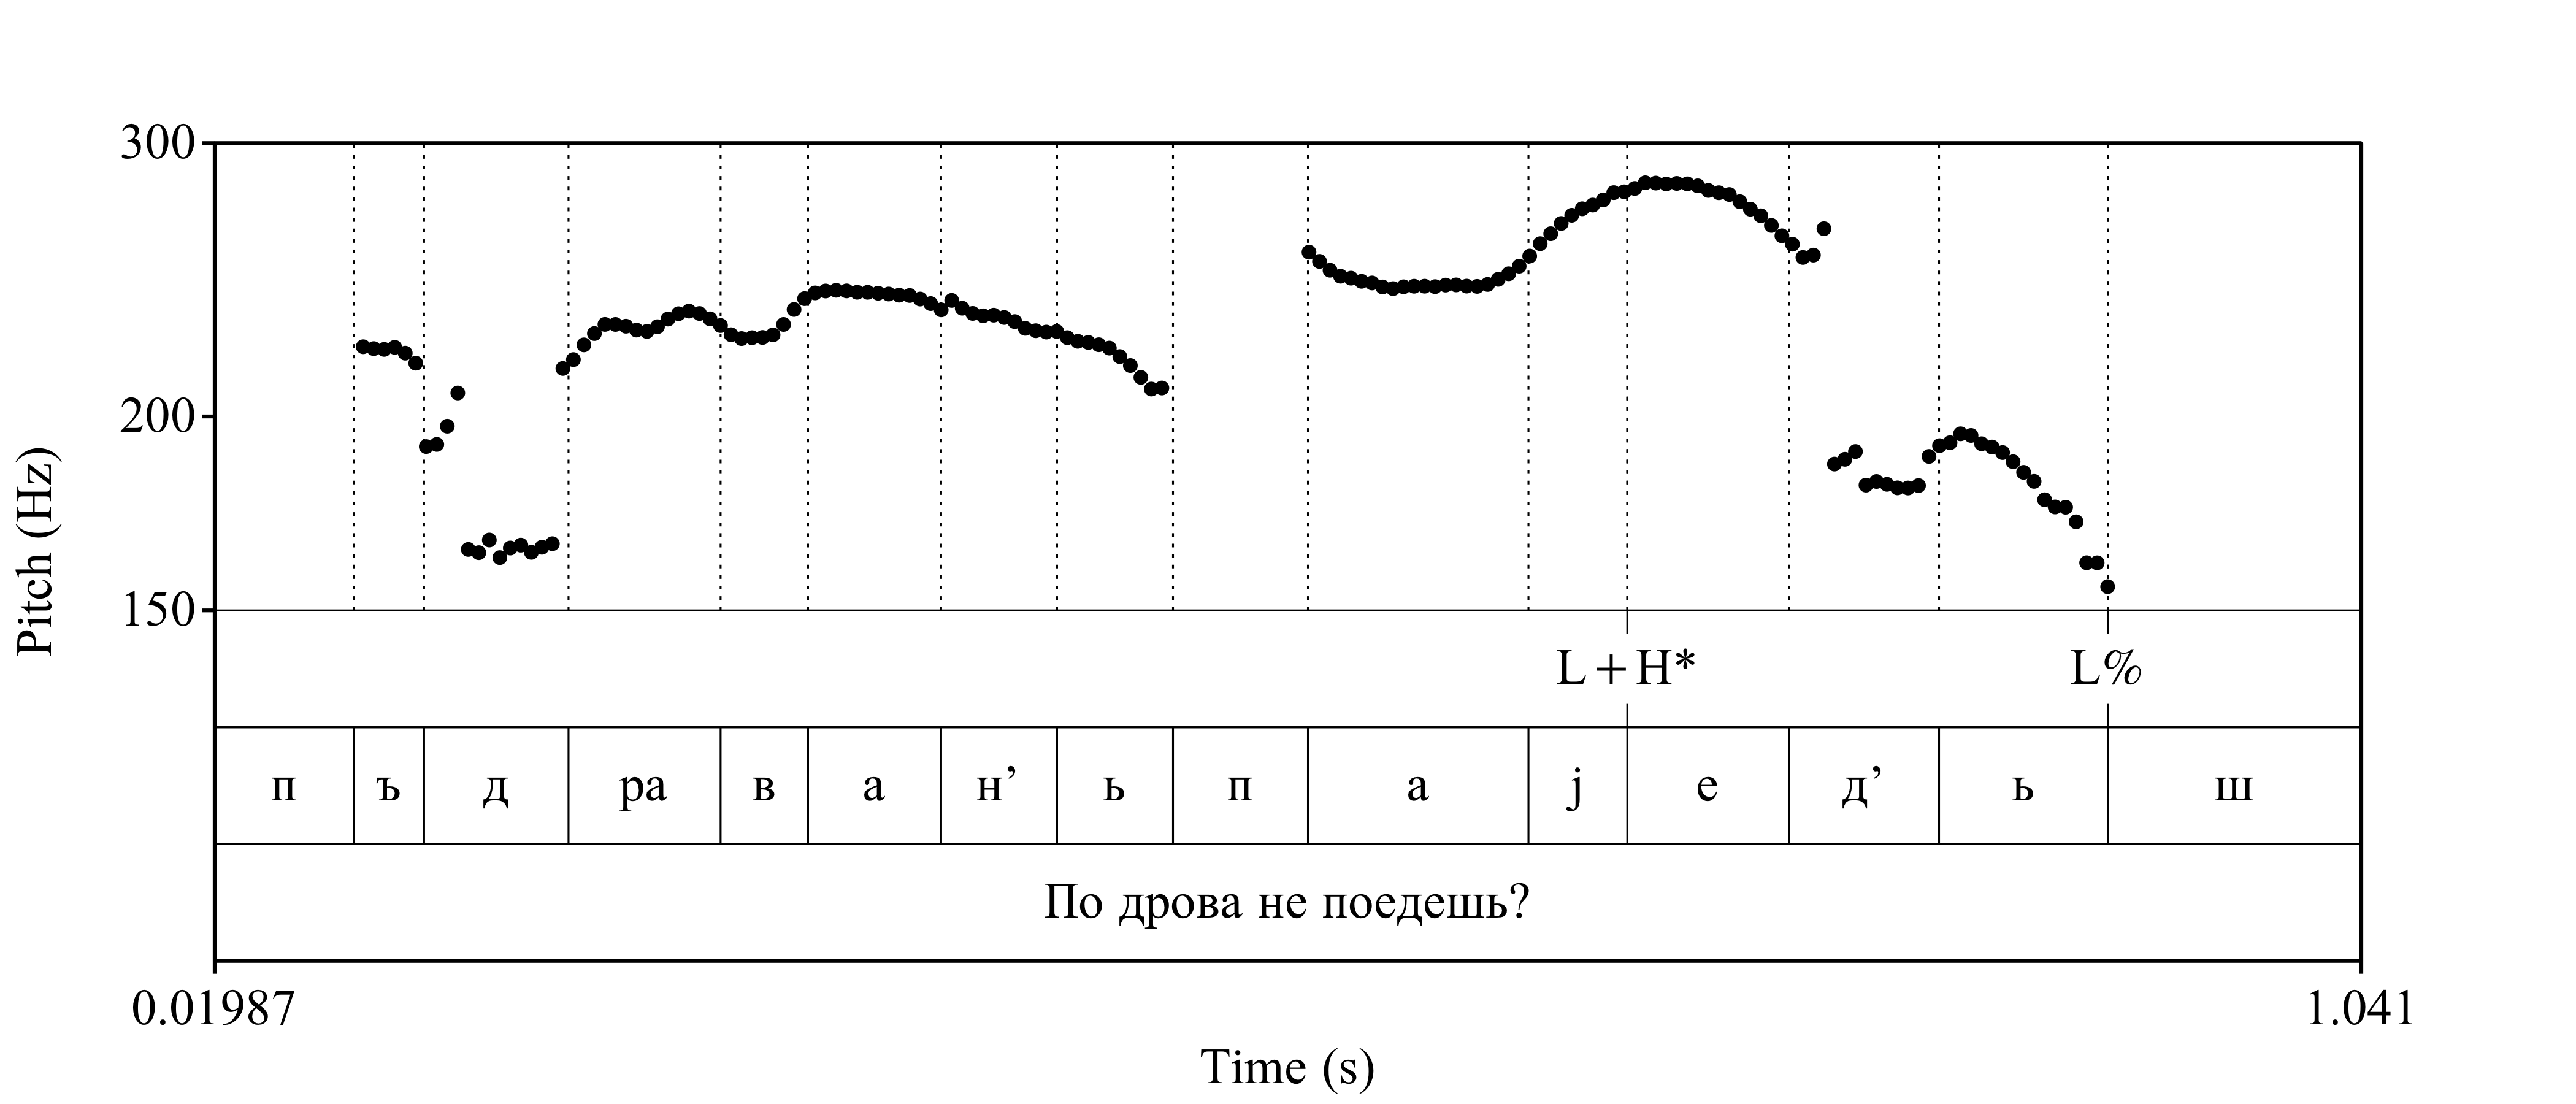 300
200
150
Pitch (Hz)
L+H* L%
п ъ д ра в а н’ ь п а j е д’ ь ш
По дрова не поедешь?
0.01987 1.041
Time (s)